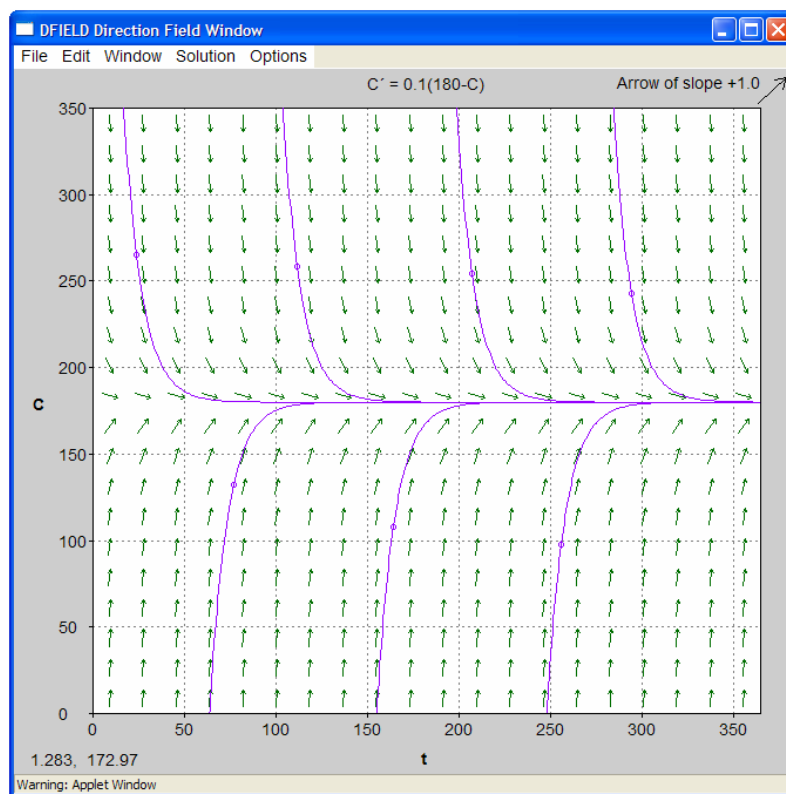 DFIELD Direction Field Window
File Edit Window Solution Options
C´ = 0.1(180-C)
Arrow of slope +1.0
350
300
250
200
C
150
100
50
0
0 50 100 150 200 250 300 350
1.283, 172.97
t
Warning: Applet Window